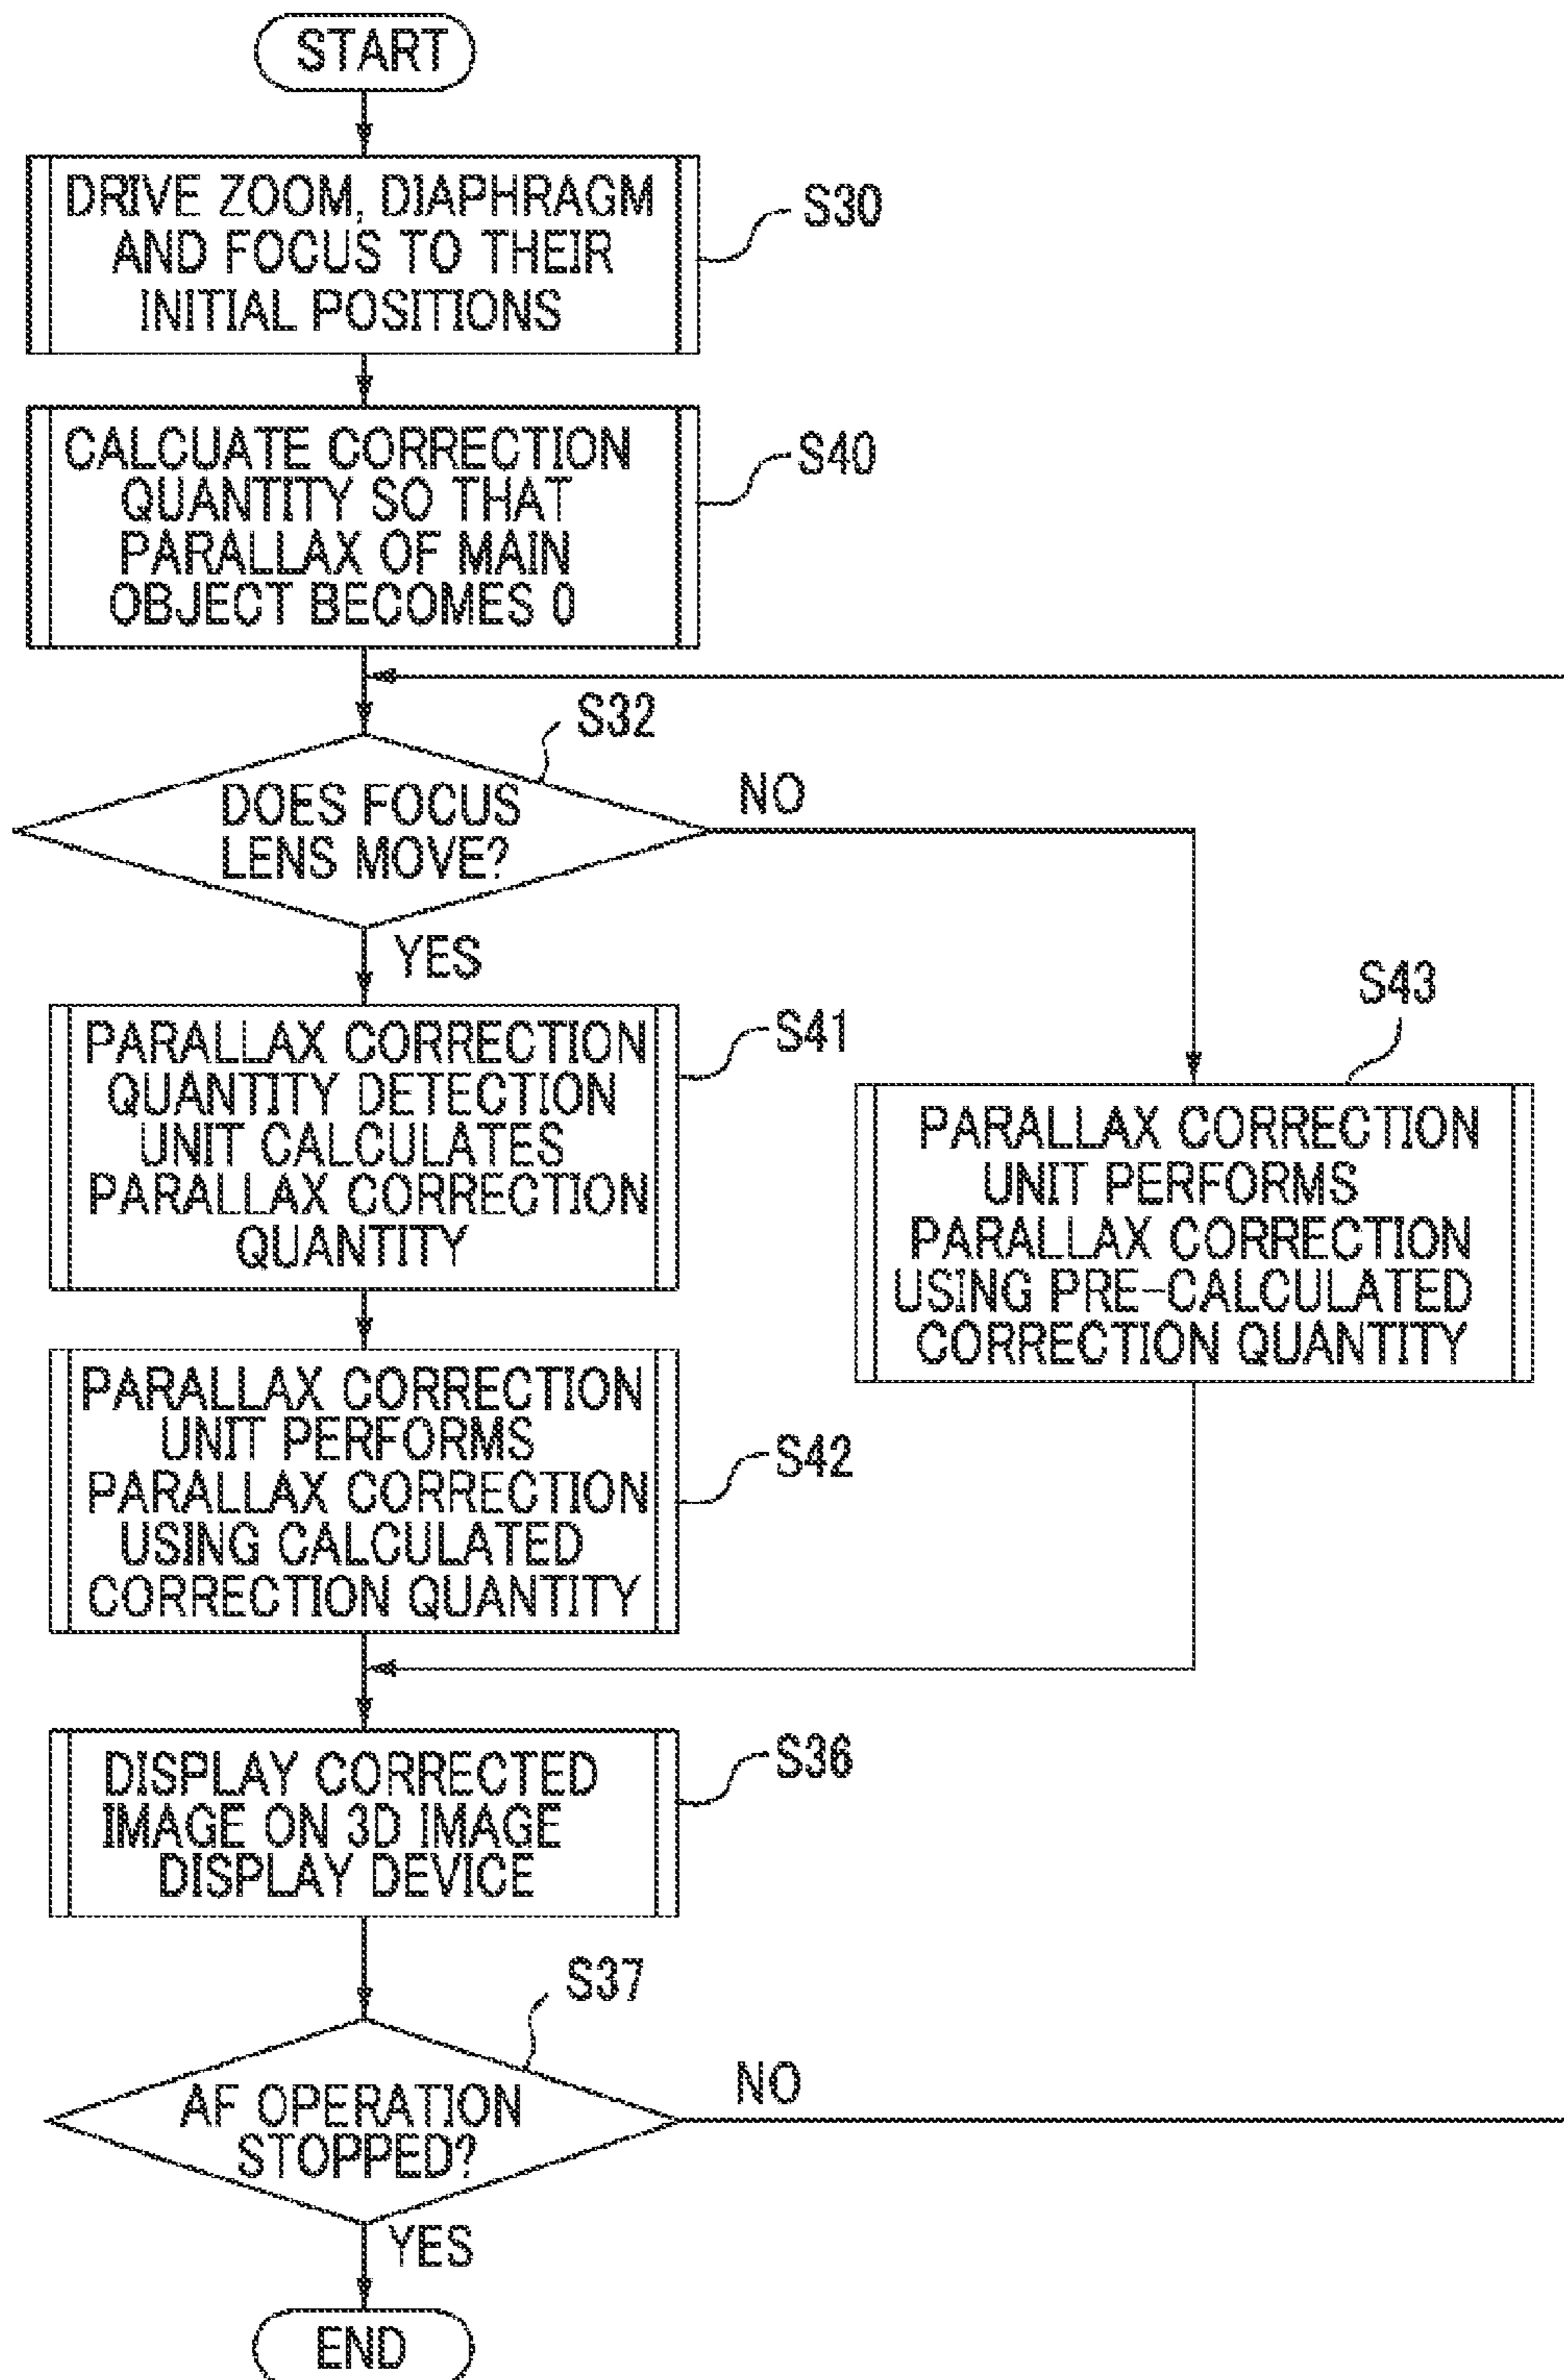 START
DRIVE ZOOM, DIAPHRAGM
AND FOCUS TO THEIR
INITIAL POSITIONS
S30
CALCUATE CORRECTION
QUANTITY SO THAT
PARALLAX OF MAIN
OBJECT BECOMES 0
S40
S32
DOES FOCUS
LENS MOVE?
NO
YES
PARALLAX CORRECTION
QUANTITY DETECTION
UNIT CALCULATES
PARALLAX CORRECTION
QUANTITY
S41
S43
PARALLAX CORRECTION
UNIT PERFORMS
PARALLAX CORRECTION
USING PRE-CALCULATED
CORRECTION QUANTITY
PARALLAX CORRECTION
UNIT PERFORMS
PARALLAX CORRECTION
USING CALCULATED
CORRECTION QUANTITY
S42
DISPLAY CORRECTED
IMAGE ON 3D IMAGE
DISPLAY DEVICE
S36
S37
AF OPERATION
STOPPED?
NO
YES
END